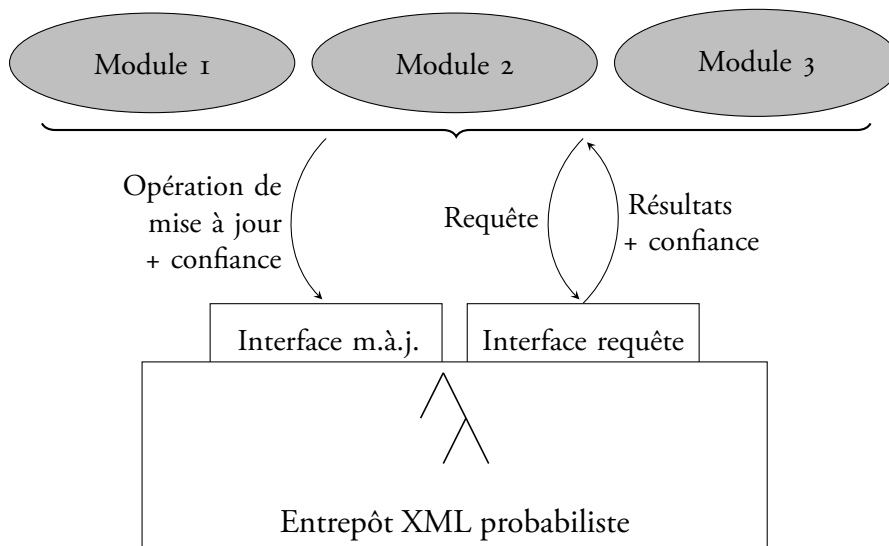 Module 1
Module 2
Module 3
Opération de
mise à jour
+ confiance
Requête
Résultats
+ confiance
Interface m.à.j.
Interface requête
Entrepôt XML probabiliste